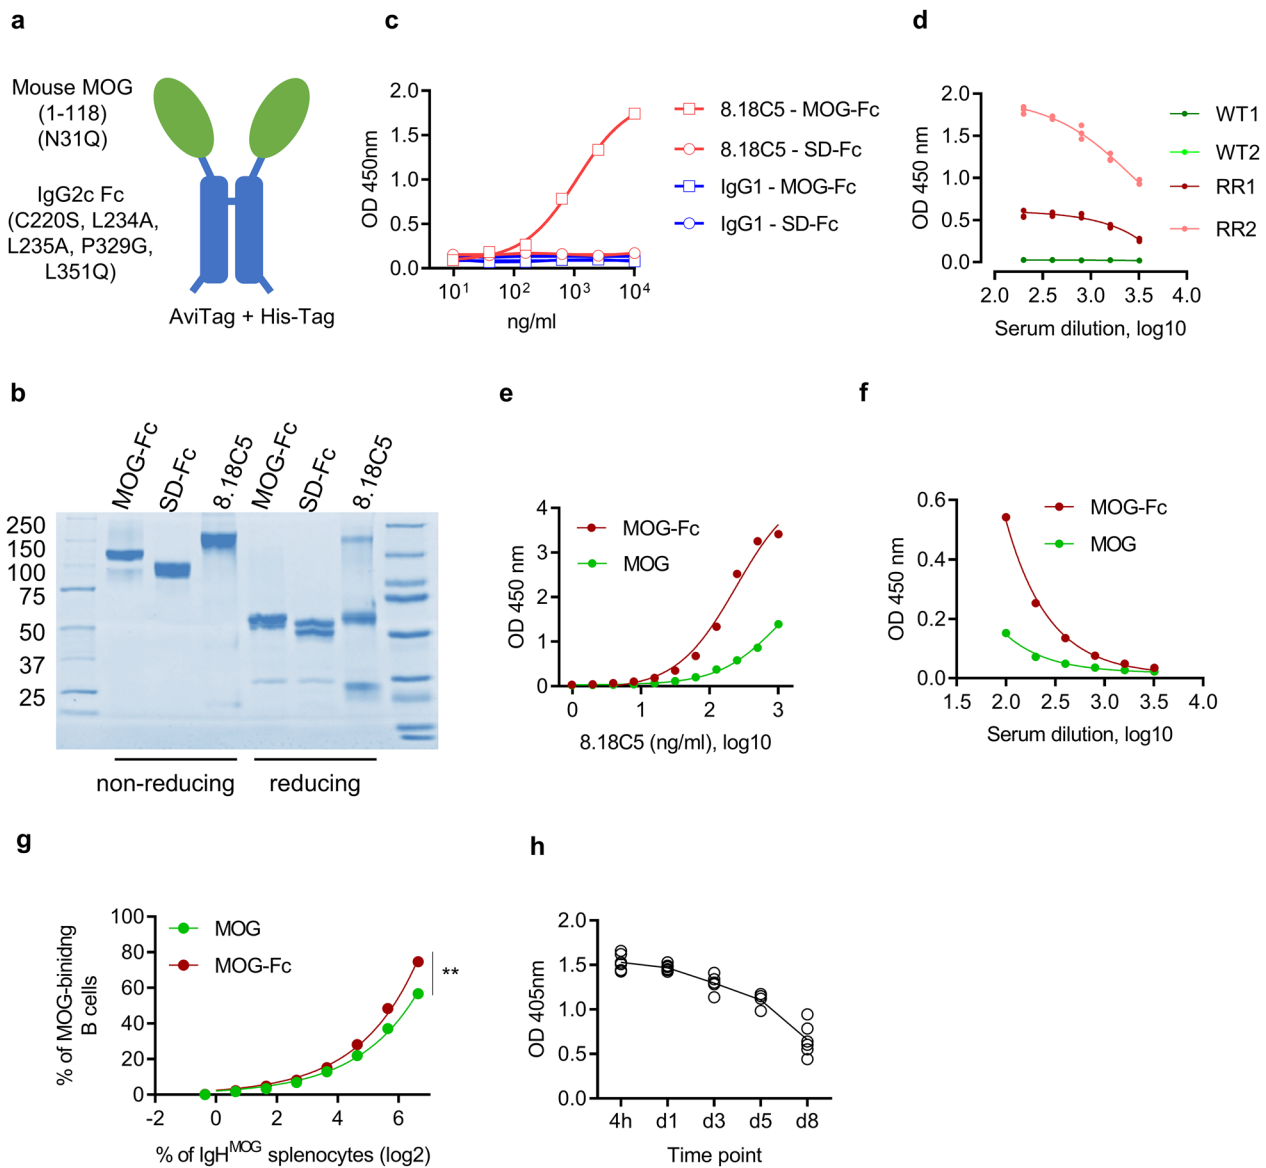 a
Mouse MOG
(1-118)
(N31Q)
IgG2c Fc
(C220S, L234A,
L235A, P329G,
L351Q)
AviTag + His-Tag
c
OD 450nm
2.0
1.5
1.0
0.5
0.0
10¹ 10² 10³ 10⁴
ng/ml
8.18C5 - MOG-Fc
8.18C5 - SD-Fc
IgG1 - MOG-Fc
IgG1 - SD-Fc
d
OD 450 nm
2.0
1.5
1.0
0.5
0.0
2.0 2.5 3.0 3.5 4.0
Serum dilution, log10
WT1
WT2
RR1
RR2
b
MOG-Fc
SD-Fc
8.18C5
MOG-Fc
SD-Fc
8.18C5
250
150
100
75
50
37
25
non-reducing
reducing
e
OD 450 nm
4
3
2
1
0
0 1 2 3
8.18C5 (ng/ml), log10
MOG-Fc
MOG
f
OD 450 nm
0.6
0.4
0.2
0.0
1.5 2.0 2.5 3.0 3.5 4.0
Serum dilution, log10
MOG-Fc
MOG
g
% of MOG-binidng
B cells
100
80
60
40
20
0
-2 0 2 4 6
% of IgHᴹᴼᴳ splenocytes (log2)
MOG
MOG-Fc
**
h
OD 405nm
2.0
1.5
1.0
0.5
0.0
4h d1 d3 d5 d8
Time point